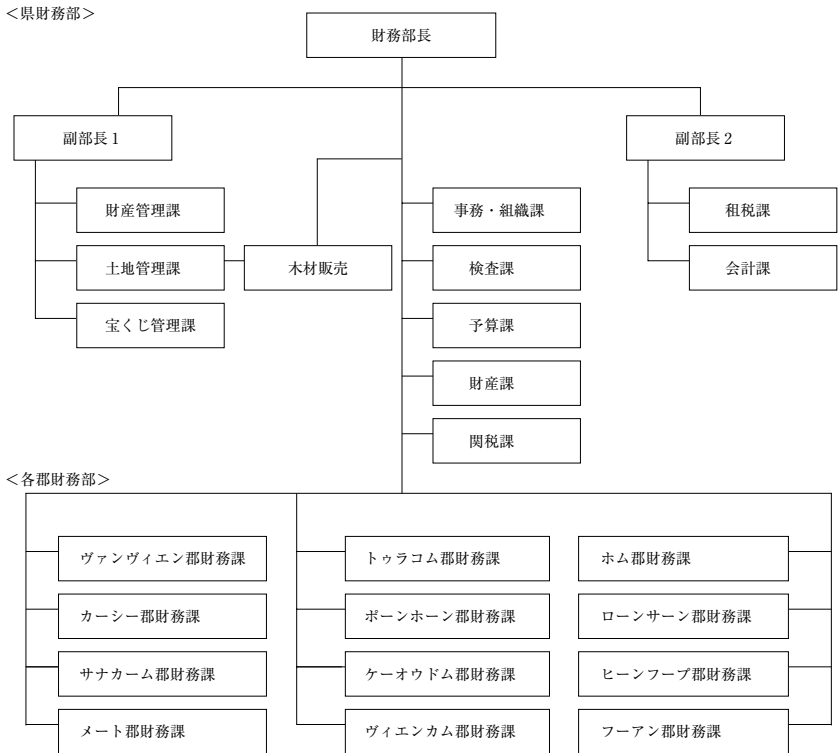 ＜県財務部＞
財務部長
副部長１
副部長２
財産管理課
事務・組織課
租税課
土地管理課
木材販売
検査課
会計課
宝くじ管理課
予算課
財産課
関税課
＜各郡財務部＞
ヴァンヴィエン郡財務課
トゥラコム郡財務課
ホム郡財務課
カーシー郡財務課
ポーンホーン郡財務課
ローンサーン郡財務課
サナカーム郡財務課
ケーオウドム郡財務課
ヒーンフープ郡財務課
メート郡財務課
ヴィエンカム郡財務課
フーアン郡財務課